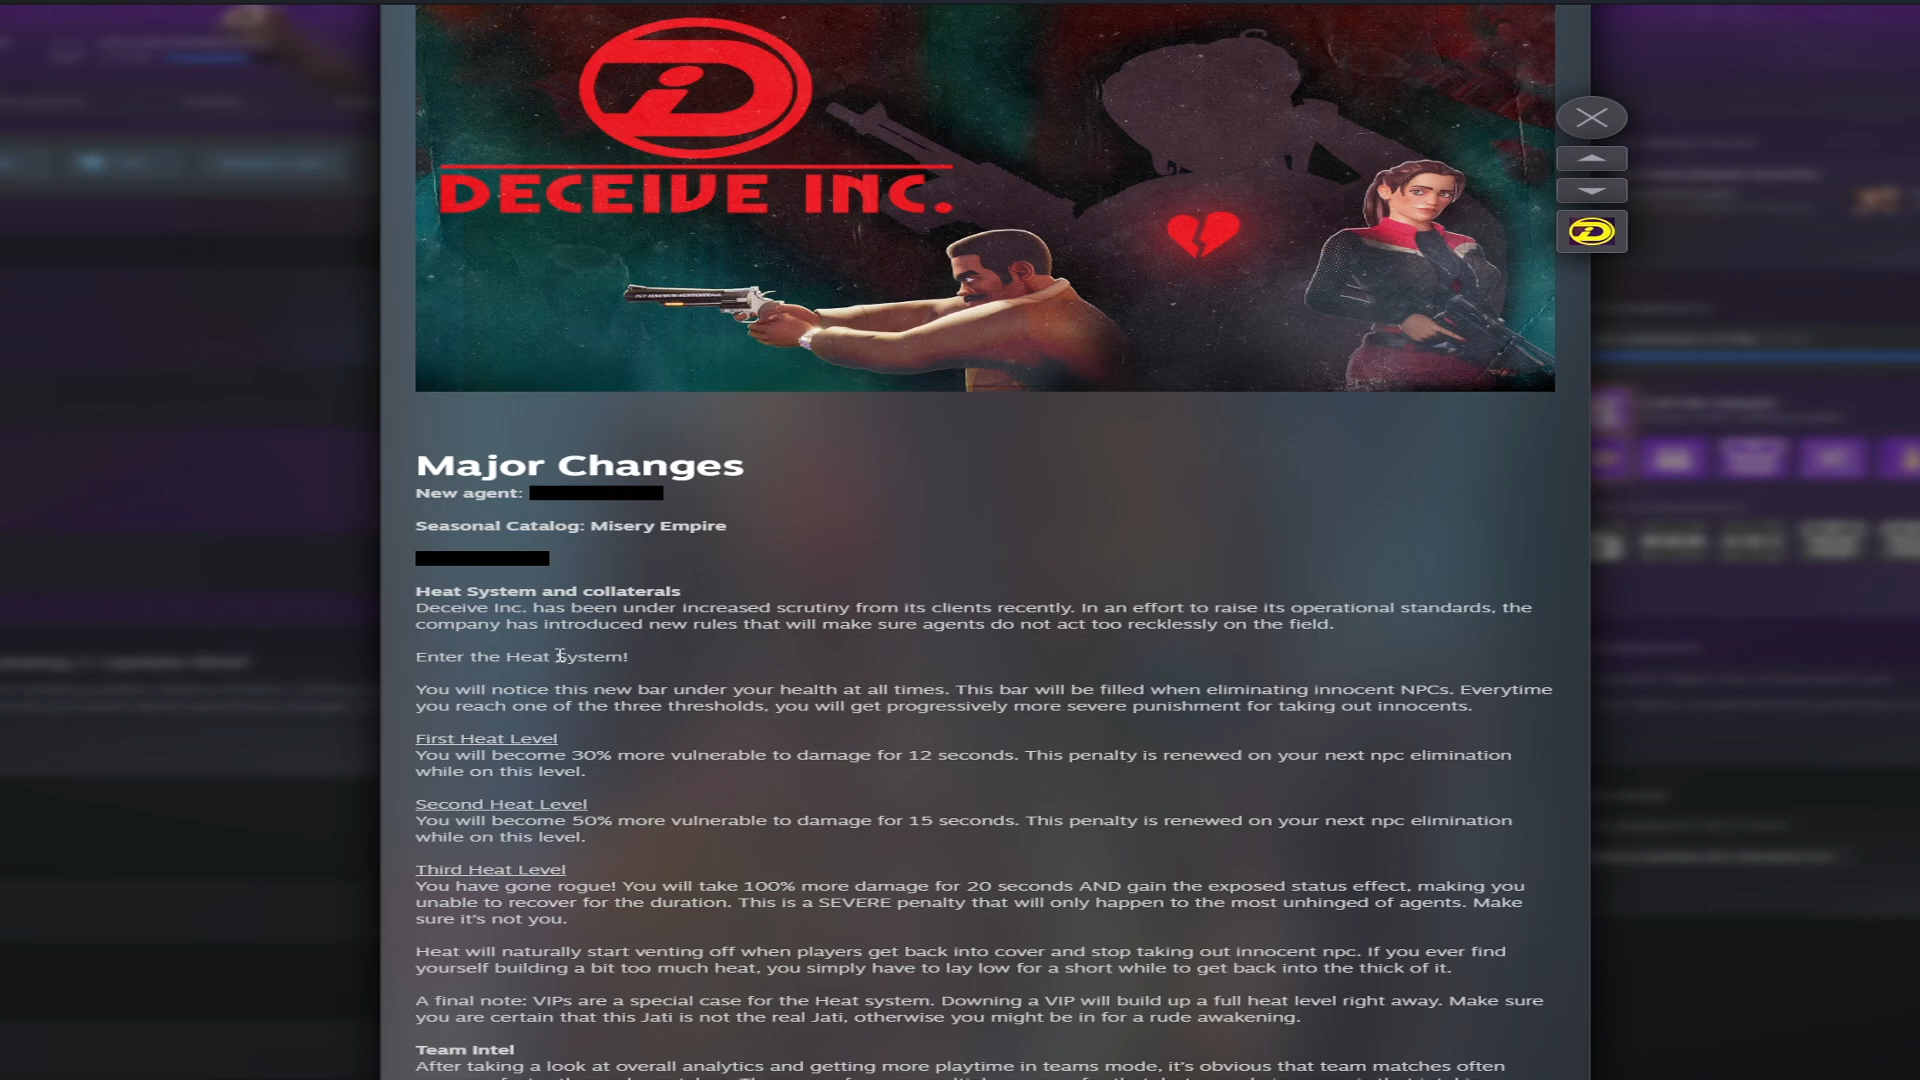 DECEIVE INC.
Major Changes
New agent:
Seasonal Catalog: Misery Empire
Heat System and collaterals
Deceive Inc. has been under increased scrutiny from its clients recently. In an effort to raise its operational standards, the
company has introduced new rules that will make sure agents do not act too recklessly on the field.
Enter the Heat System!
You will notice this new bar under your health at all times. This bar will be filled when eliminating innocent NPCs. Everytime
you reach one of the three thresholds, you will get progressively more severe punishment for taking out innocents.
First Heat Level
You will become 30% more vulnerable to damage for 12 seconds. This penalty is renewed on your next npc elimination
while on this level.
Second Heat Level
You will become 50% more vulnerable to damage for 15 seconds. This penalty is renewed on your next npc elimination
while on this level.
Third Heat Level
You have gone rogue! You will take 100% more damage for 20 seconds AND gain the exposed status effect, making you
unable to recover for the duration. This is a SEVERE penalty that will only happen to the most unhinged of agents. Make
sure it's not you.
Heat will naturally start venting off when players get back into cover and stop taking out innocent npc. If you ever find
yourself building a bit too much heat, you simply have to lay low for a short while to get back into the thick of it.
A final note: VIPs are a special case for the Heat system. Downing a VIP will build up a full heat level right away. Make sure
you are certain that this Jati is not the real Jati, otherwise you might be in for a rude awakening.
Team Intel
After taking a look at overall analytics and getting more playtime in teams mode, it's obvious that team matches often